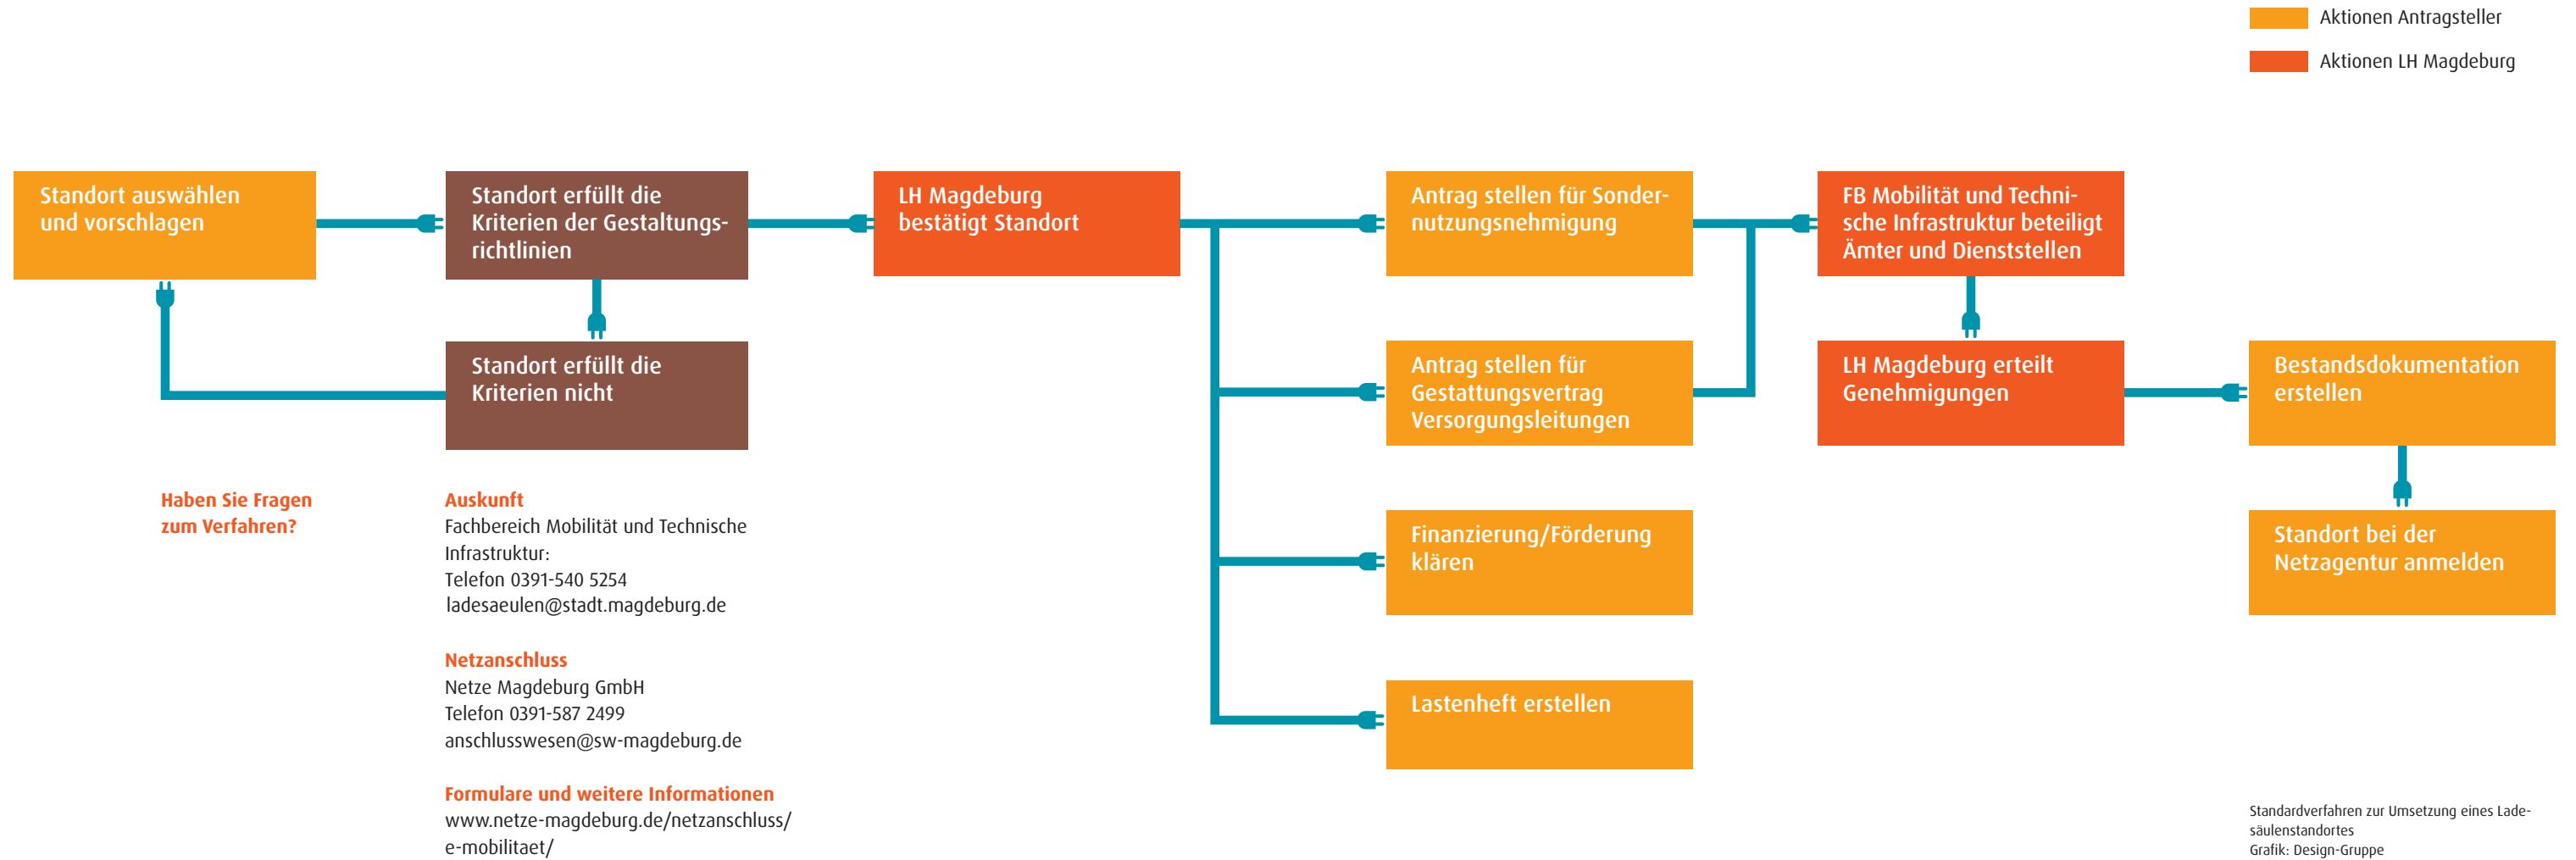 Aktionen Antragsteller
Aktionen LH Magdeburg
Standort auswählen
und vorschlagen
Standort erfüllt die
Kriterien der Gestaltungs-
richtlinien
LH Magdeburg
bestätigt Standort
Antrag stellen für Sonder-
nutzungsnehmigung
FB Mobilität und Techni-
sche Infrastruktur beteiligt
Ämter und Dienststellen
Standort erfüllt die
Kriterien nicht
Antrag stellen für
Gestattungsvertrag
Versorgungsleitungen
LH Magdeburg erteilt
Genehmigungen
Bestandsdokumentation
erstellen
Finanzierung/Förderung
klären
Standort bei der
Netzagentur anmelden
Lastenheft erstellen
Haben Sie Fragen
zum Verfahren?
Auskunft
Fachbereich Mobilität und Technische
Infrastruktur:
Telefon 0391-540 5254
ladesaeulen@stadt.magdeburg.de
Netzanschluss
Netze Magdeburg GmbH
Telefon 0391-587 2499
anschlusswesen@sw-magdeburg.de
Formulare und weitere Informationen
www.netze-magdeburg.de/netzanschluss/
e-mobilitaet/
Standardverfahren zur Umsetzung eines Lade-
säulenstandortes
Grafik: Design-Gruppe